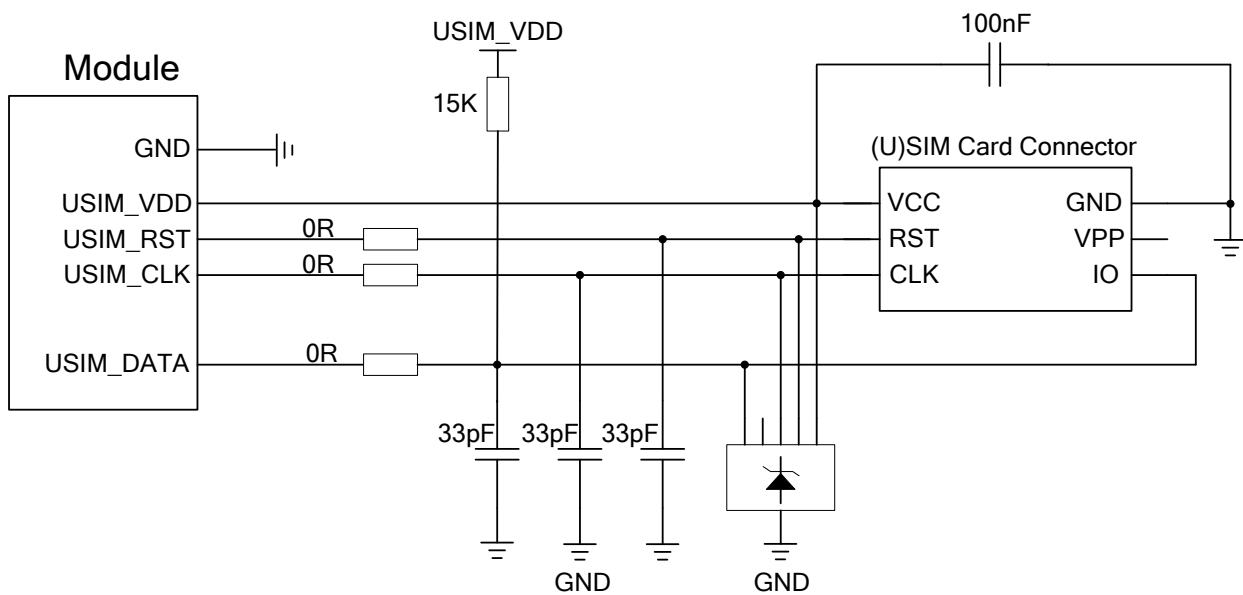 100nF
USIM_VDD
Module
15K
GND
(U)SIM Card Connector
USIM_VDD
VCC
GND
USIM_RST
0R
RST
VPP
USIM_CLK
0R
CLK
IO
USIM_DATA
0R
33pF
33pF
33pF
GND
GND